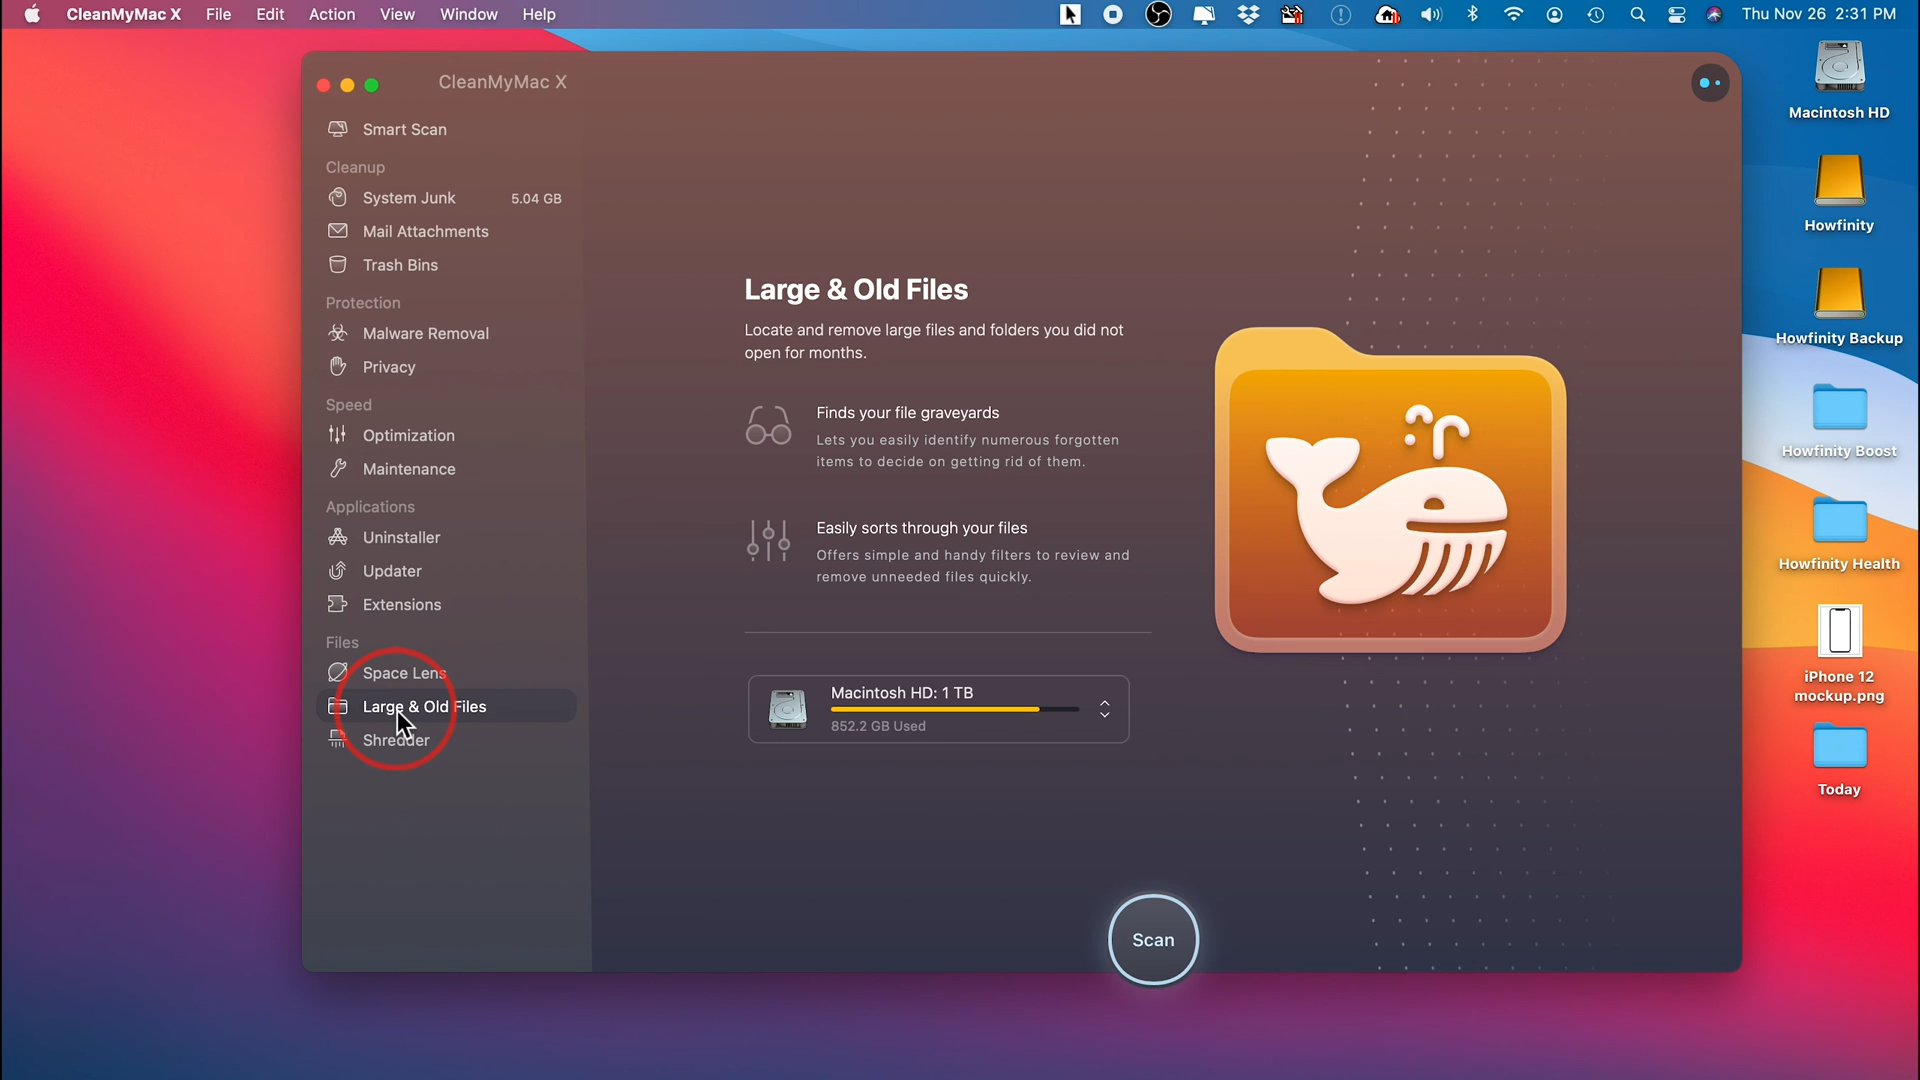 CleanMyMac X File Edit Action View Window Help Thu Nov 26 2:31 PM
CleanMyMac X
Smart Scan
Cleanup
System Junk 5.04 GB
Mail Attachments
Trash Bins
Protection
Malware Removal
Privacy
Speed
Optimization
Maintenance
Applications
Uninstaller
Updater
Extensions
Files
Space Lens
Large & Old Files
Shredder
Large & Old Files
Locate and remove large files and folders you did not
open for months.
Finds your file graveyards
Lets you easily identify numerous forgotten
items to decide on getting rid of them.
Easily sorts through your files
Offers simple and handy filters to review and
remove unneeded files quickly.
Macintosh HD: 1 TB
852.2 GB Used
Scan
Macintosh HD
Howfinity
Howfinity Backup
Howfinity Boost
Howfinity Health
iPhone 12
mockup.png
Today